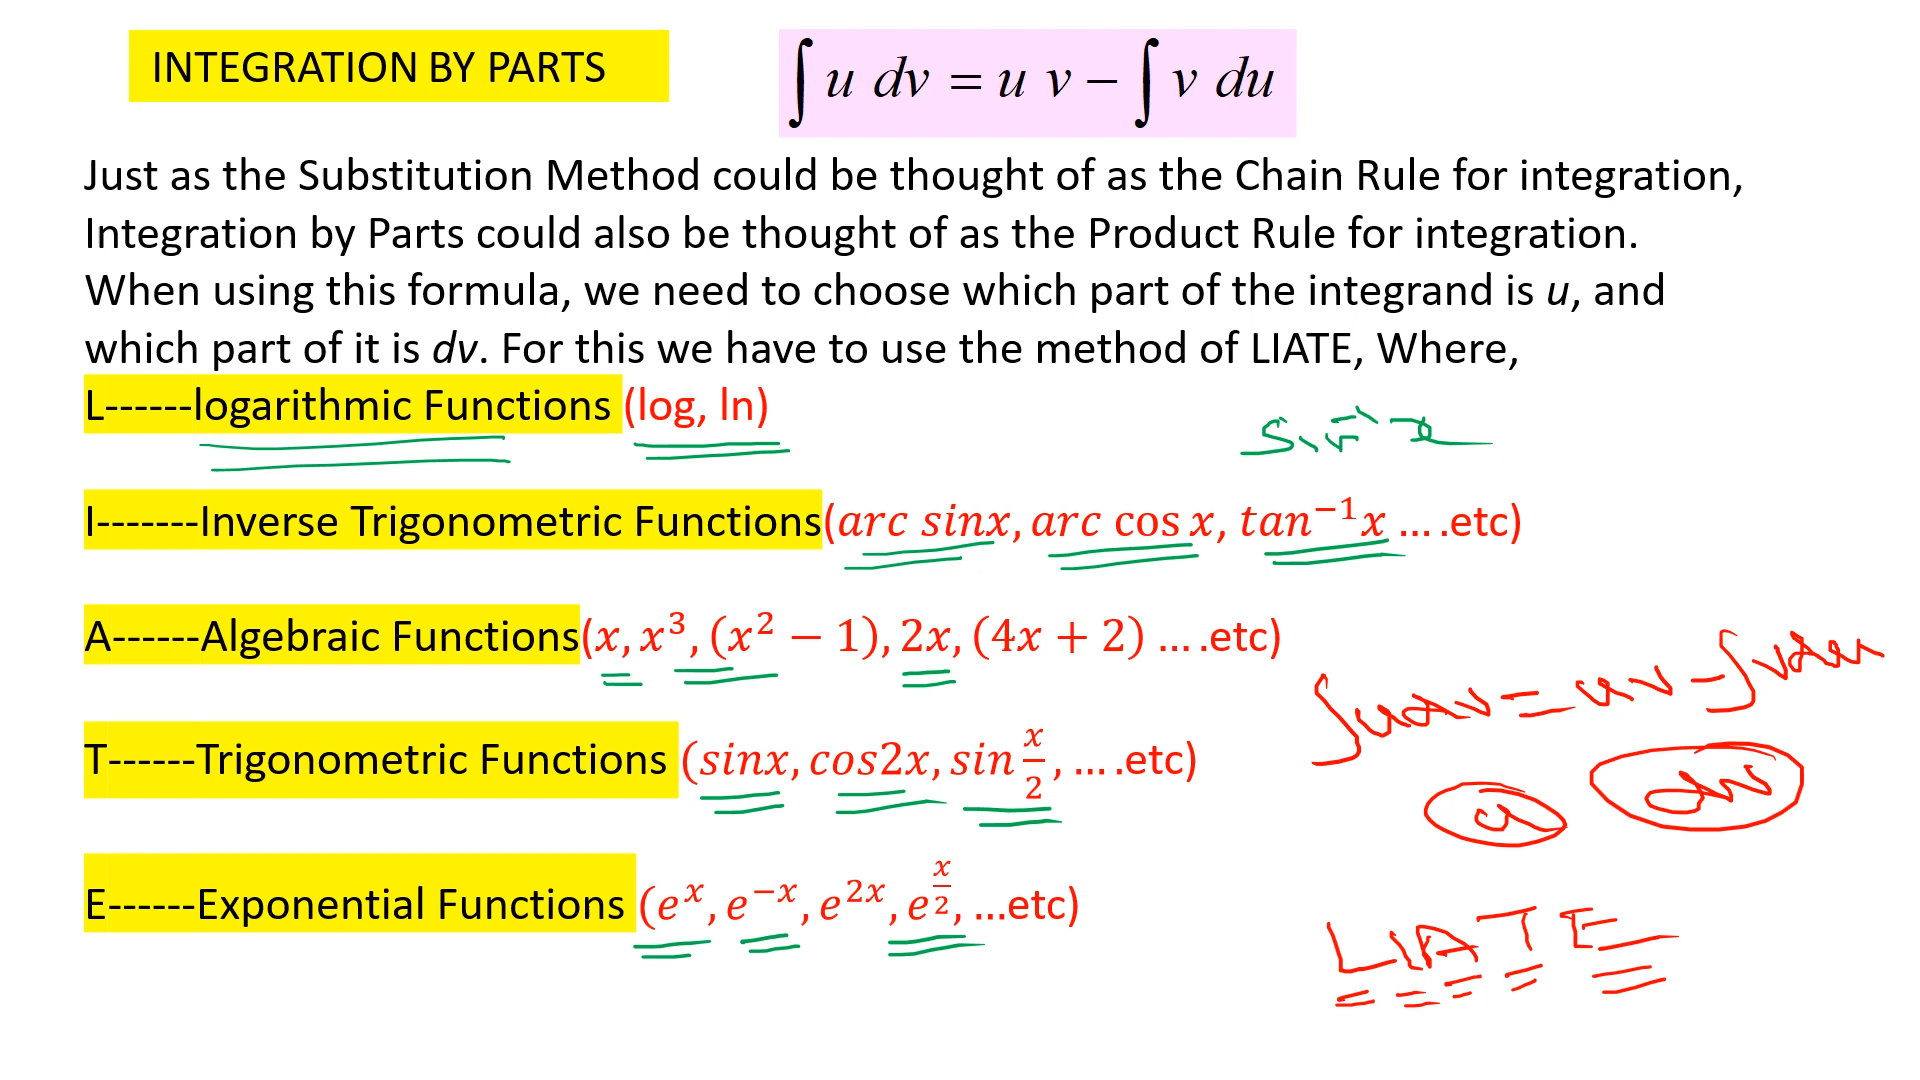 INTEGRATION BY PARTS
∫ u dv = u v − ∫ v du
Just as the Substitution Method could be thought of as the Chain Rule for integration,
Integration by Parts could also be thought of as the Product Rule for integration.
When using this formula, we need to choose which part of the integrand is u, and
which part of it is dv. For this we have to use the method of LIATE, Where,
L------logarithmic Functions (log, ln)
sin⁻¹x
I-------Inverse Trigonometric Functions(arc sinx, arc cos x, tan⁻¹x ... .etc)
A------Algebraic Functions(x, x³, (x² − 1), 2x, (4x + 2) ... .etc)
∫udv = uv − ∫vdu
T------Trigonometric Functions (sinx, cos2x, sin x/2, ... .etc)
u dv
E------Exponential Functions (eˣ, e⁻ˣ, e²ˣ, e^(x/2), ...etc)
LIATE